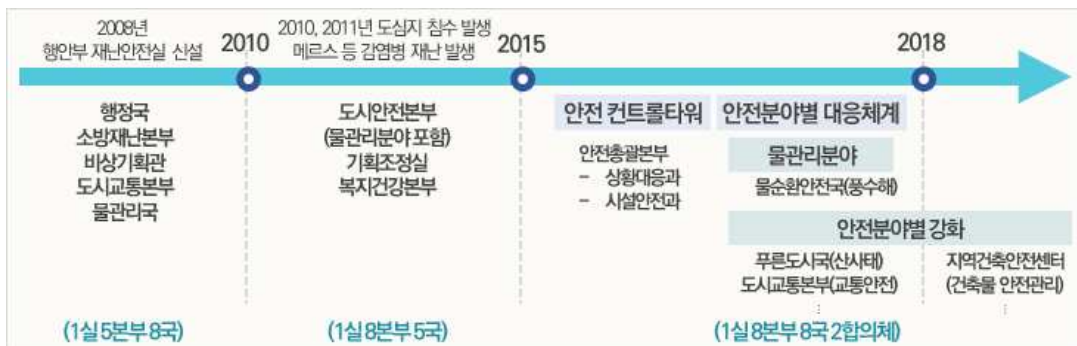 2008년
행안부 재난안전실 신설
2010
2010, 2011년 도심지 침수 발생
메르스 등 감염병 재난 발생
2015
2018
행정국
소방재난본부
비상기획관
도시교통본부
물관리국
도시안전본부
(물관리분야 포함)
기획조정실
복지건강본부
안전 컨트롤타워
안전총괄본부
- 상황대응과
- 시설안전과
안전분야별 대응체계
물관리분야
물순환안전국(풍수해)
안전분야별 강화
푸른도시국(산사태)
도시교통본부(교통안전)
⋮
지역건축안전센터
(건축물 안전관리)
⋮
(1실 5본부 8국)
(1실 8본부 5국)
(1실 8본부 8국 2합의체)